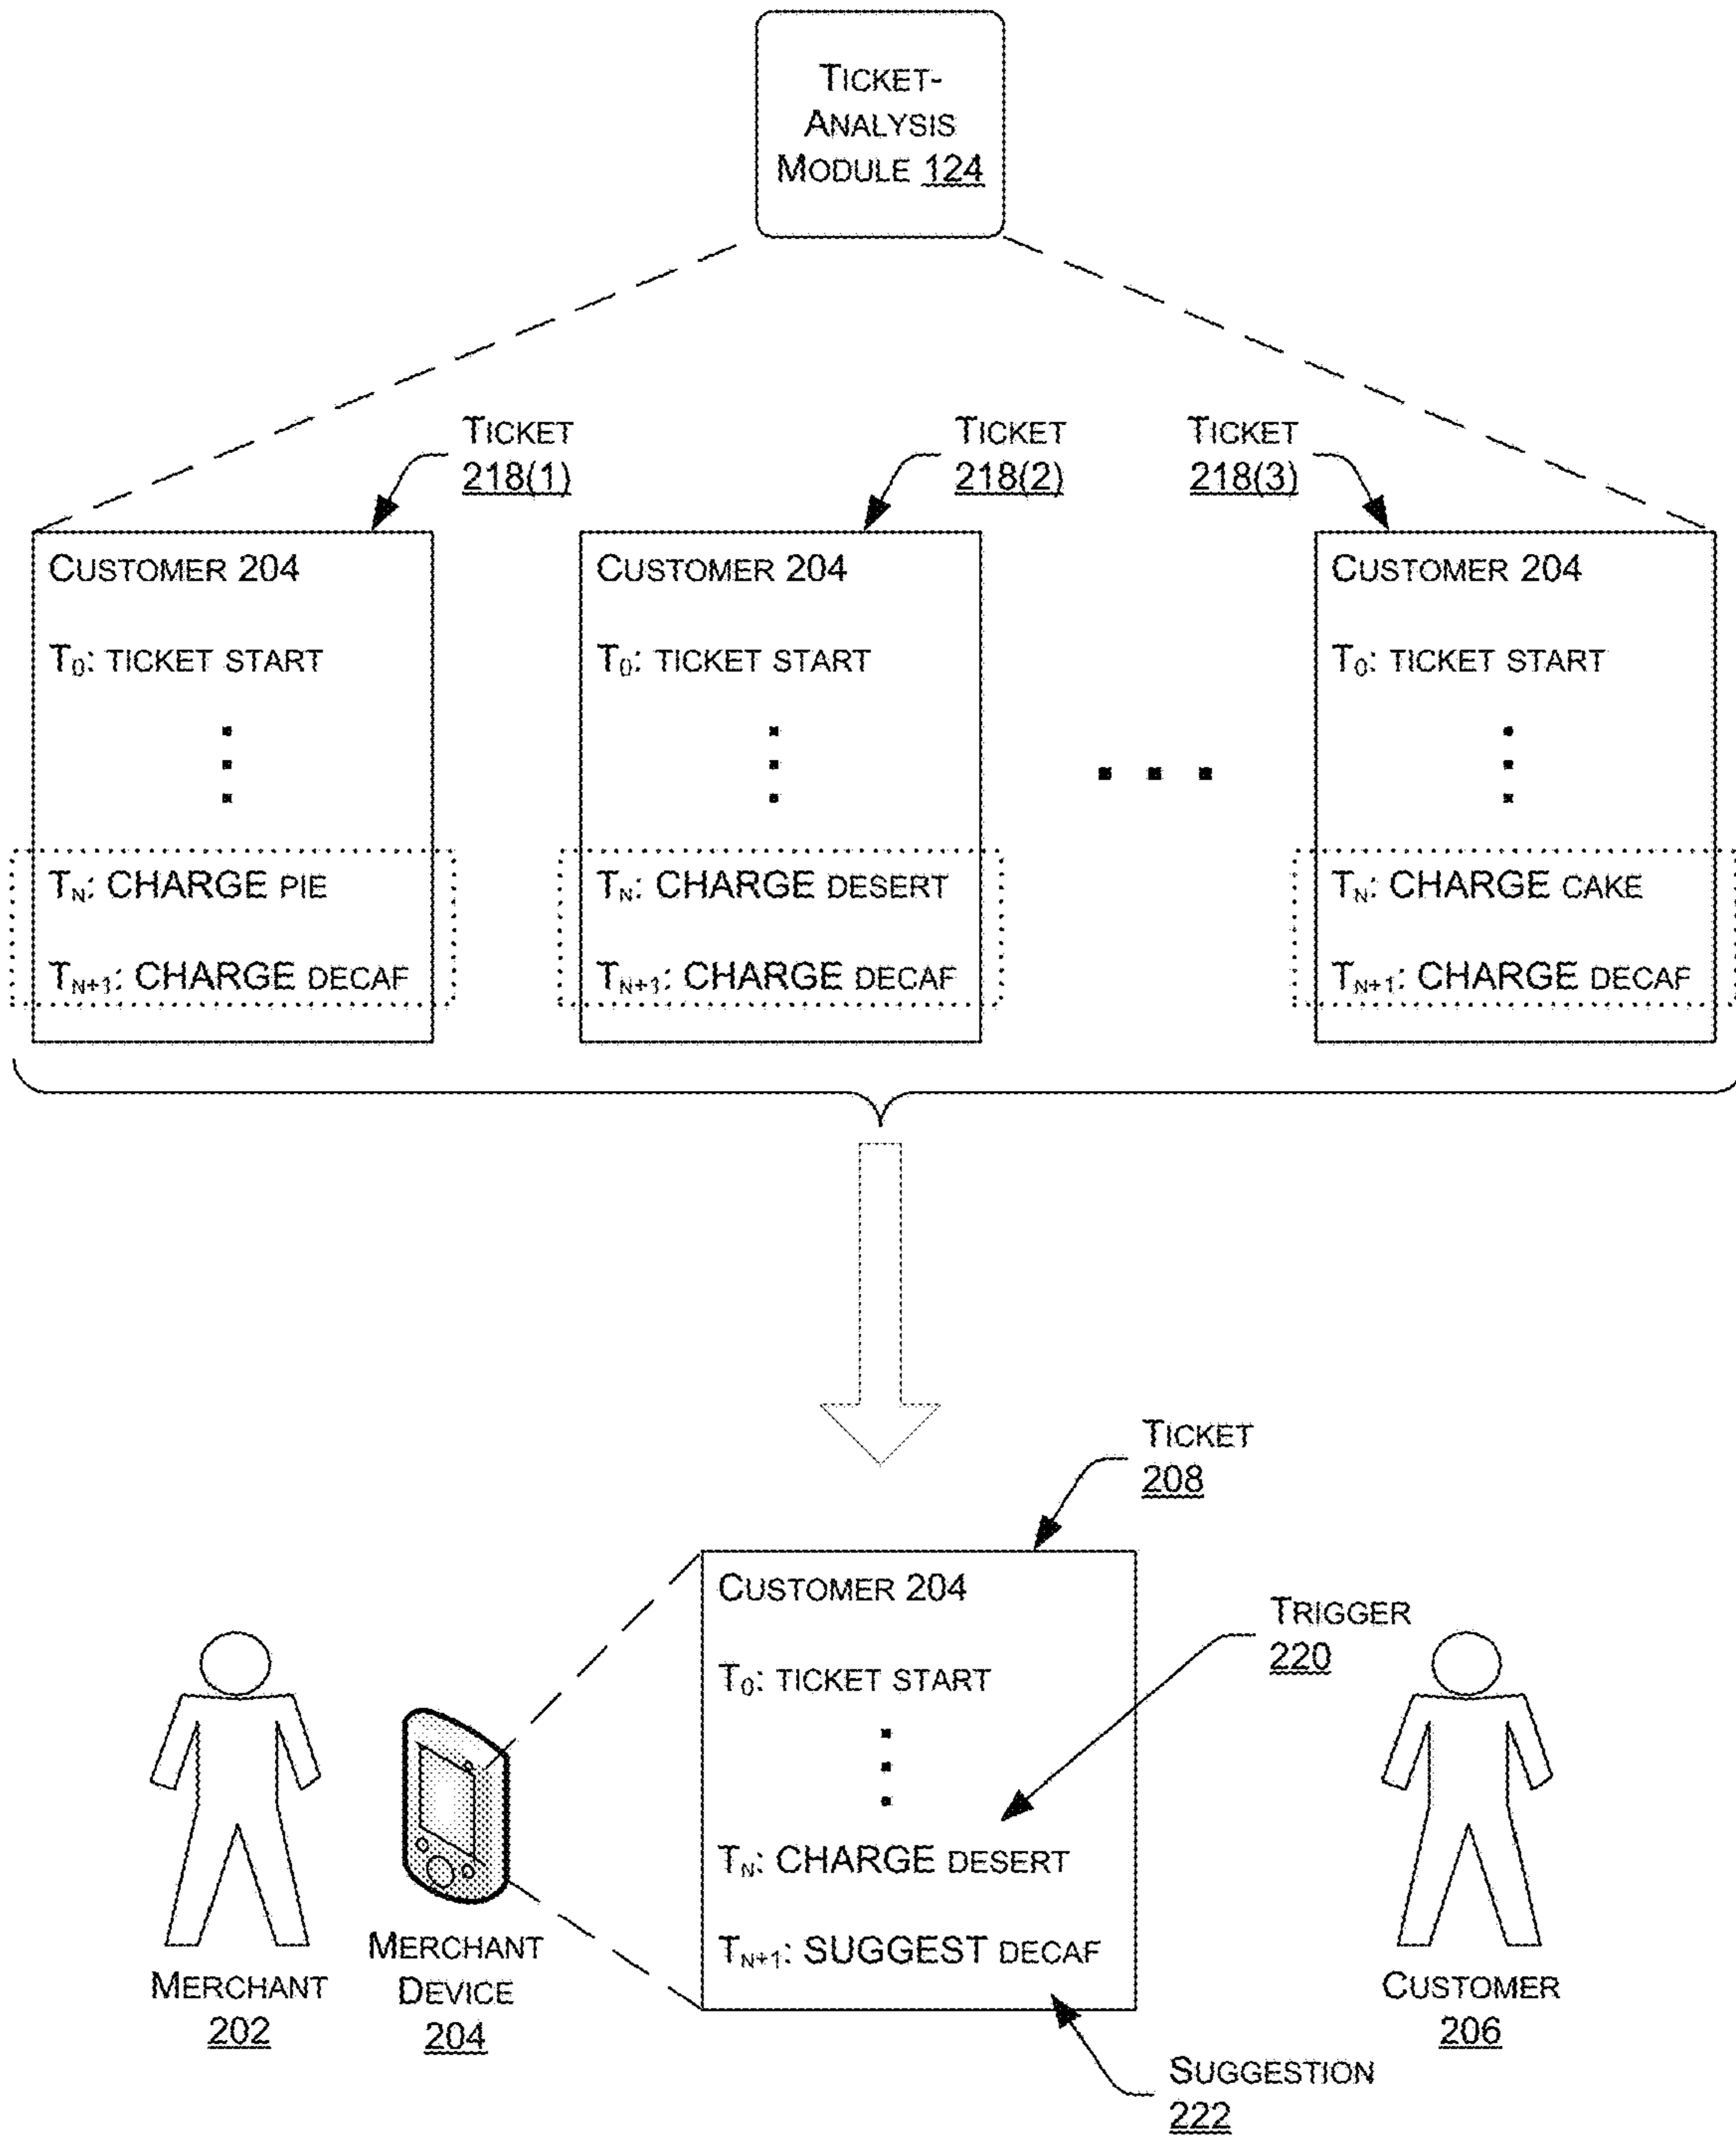 TICKET-
ANALYSIS
MODULE 124
TICKET
218(1)
TICKET
218(2)
TICKET
218(3)
CUSTOMER 204
T0: TICKET START
TN: CHARGE PIE
TN+1: CHARGE DECAF
CUSTOMER 204
T0: TICKET START
TN: CHARGE DESERT
TN+1: CHARGE DECAF
CUSTOMER 204
T0: TICKET START
TN: CHARGE CAKE
TN+1: CHARGE DECAF
TICKET
208
CUSTOMER 204
T0: TICKET START
TN: CHARGE DESERT
TN+1: SUGGEST DECAF
TRIGGER
220
MERCHANT
202
MERCHANT
DEVICE
204
CUSTOMER
206
SUGGESTION
222